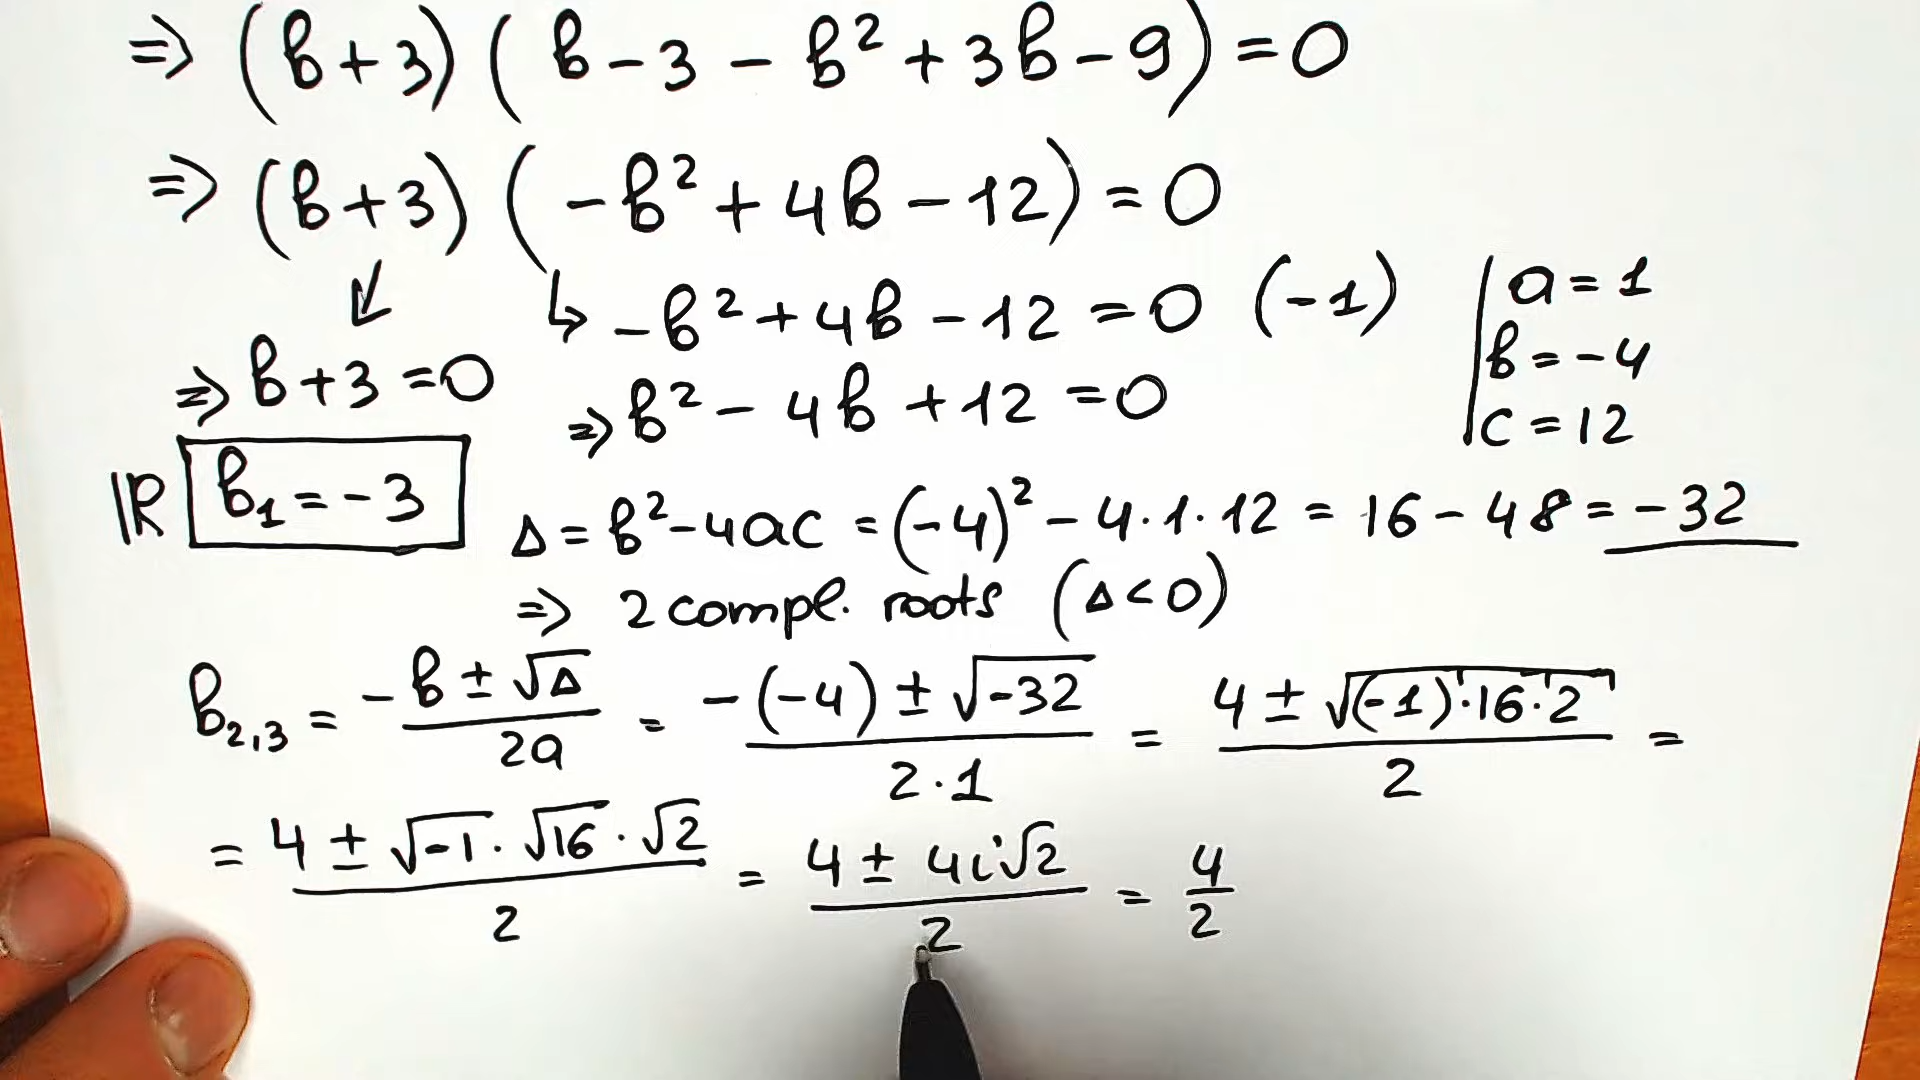 => (b+3)(b-3-b²+3b-9)=0
=> (b+3)(-b²+4b-12)=0
↙ ↳ -b²+4b-12=0 (-1)
a=1
b=-4
c=12
=> b+3=0
=> b²-4b+12=0
ℝ b₁=-3
Δ=b²-4ac=(-4)²-4·1·12=16-48=-32
=> 2 compl. roots (Δ<0)
b₂,₃ = (-b±√Δ)/2a = (-(-4)±√-32)/2·1 = (4±√(-1)·16·2)/2 =
= (4±√-1·√16·√2)/2 = (4±4i√2)/2 = 4/2